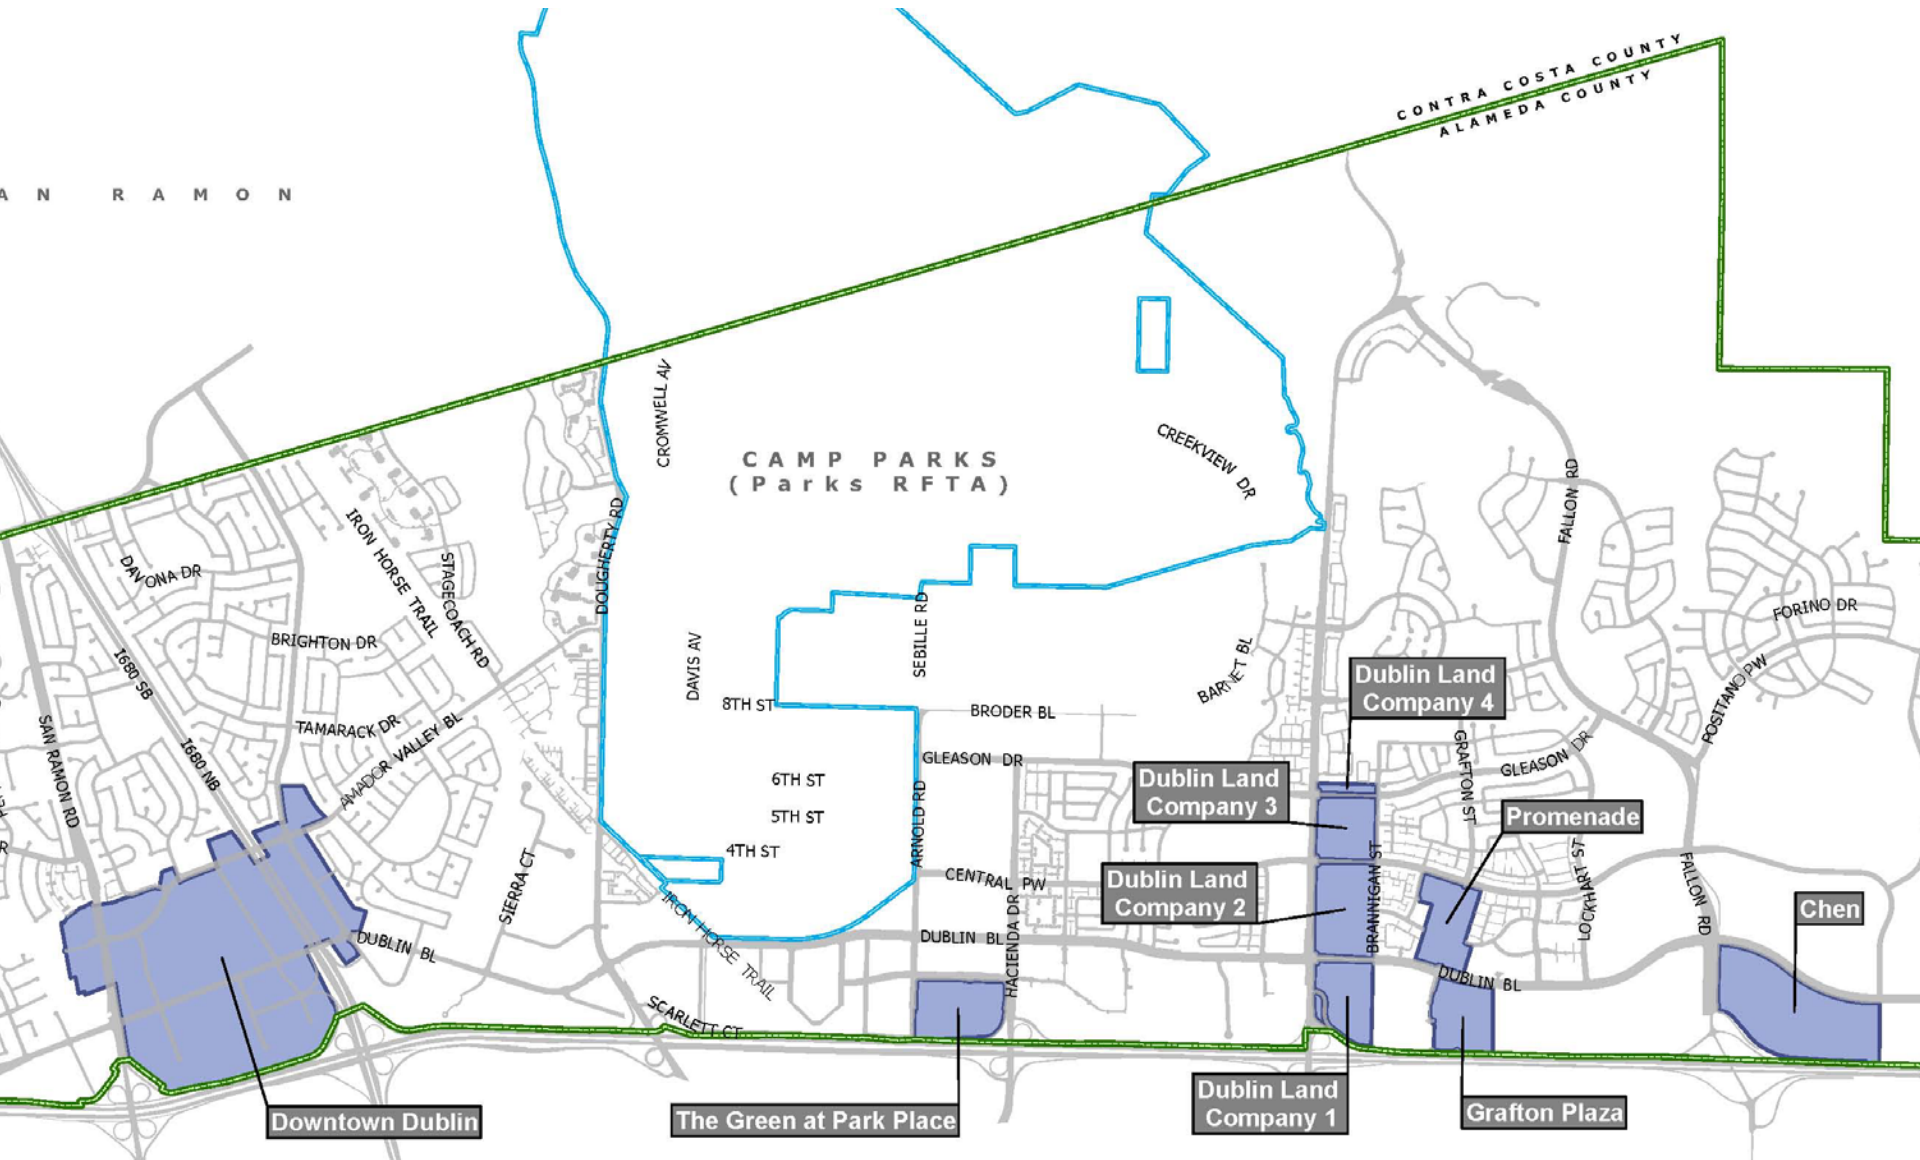 CONTRA COSTA COUNTY
ALAMEDA COUNTY
AN RAMON
CROMWELL AV
CAMP PARKS
(Parks RFTA)
CREEKVIEW DR
FALLON RD
DOUGHERTY RD
IRON HORSE TRAIL
STAGECOACH RD
DAVONA DR
BRIGHTON DR
I680 SB
SEBILLE RD
DAVIS AV
BARNET BL
FORINO DR
POSITANO PW
Dublin Land
Company 4
8TH ST
BRODER BL
TAMARACK DR
AMADOR VALLEY BL
SAN RAMON RD
I680 NB
GLEASON DR
GRAFTON ST
GLEASON DR
6TH ST
Dublin Land
Company 3
5TH ST
ARNOLD RD
Promenade
4TH ST
SIERRA CT
CENTRAL PW
Dublin Land
Company 2
BRANNIGAN ST
LOCKHART ST
FALLON RD
Chen
IRON HORSE TRAIL
DUBLIN BL
DUBLIN BL
HACIENDA DR
DUBLIN BL
SCARLETT CT
Downtown Dublin
The Green at Park Place
Dublin Land
Company 1
Grafton Plaza